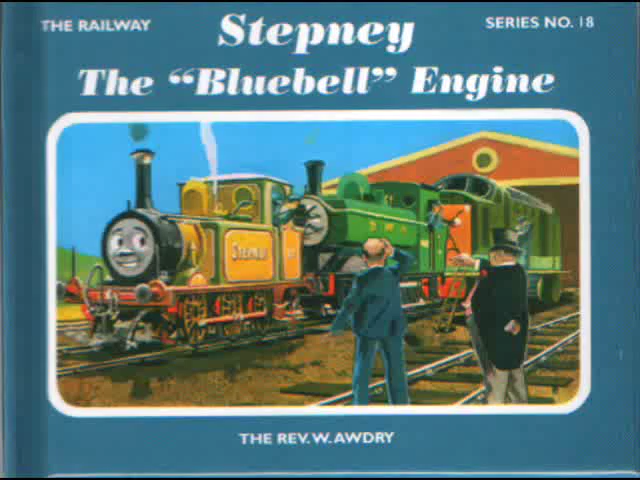 THE RAILWAY
SERIES NO. 18
Stepney
The "Bluebell" Engine
STEPNEY
THE REV. W. AWDRY